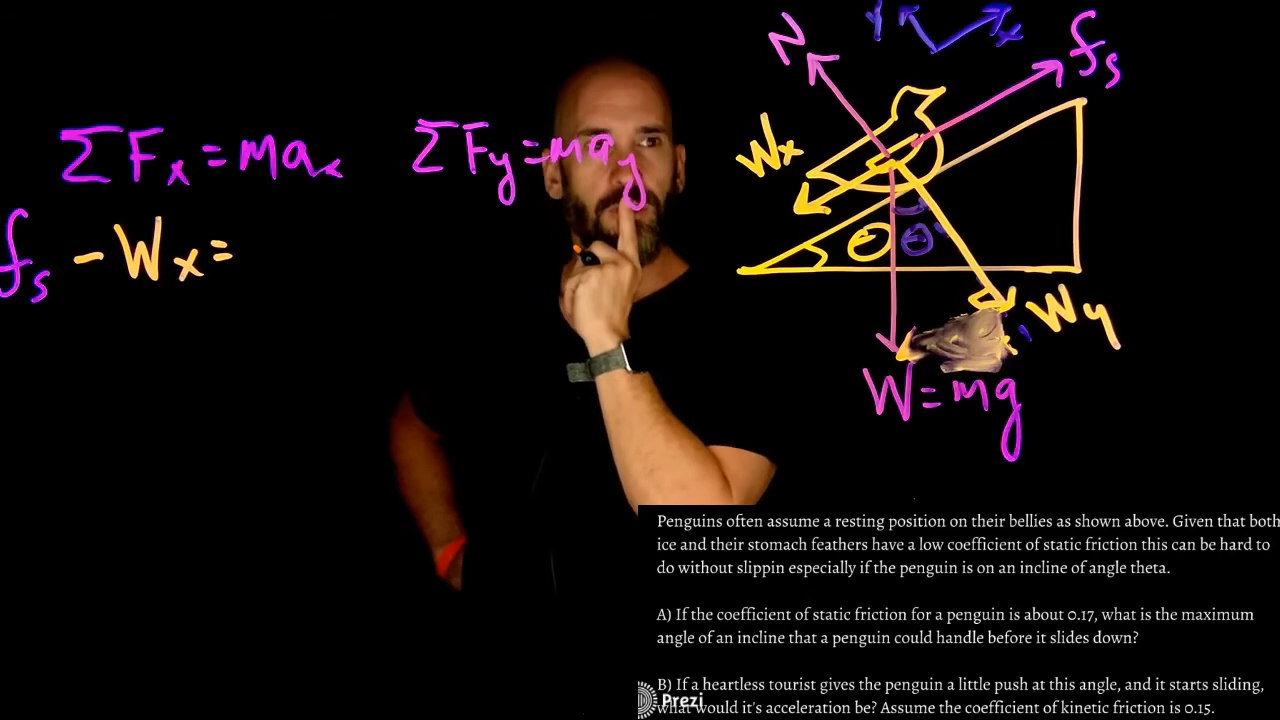 ΣFx = max
ΣFy = may
fs - Wx =
N
Y
x
fs
Wx
Θ
Θ
Wy
W = mg
Penguins often assume a resting position on their bellies as shown above. Given that both
ice and their stomach feathers have a low coefficient of static friction this can be hard to
do without slippin especially if the penguin is on an incline of angle theta.
A) If the coefficient of static friction for a penguin is about 0.17, what is the maximum
angle of an incline that a penguin could handle before it slides down?
B) If a heartless tourist gives the penguin a little push at this angle, and it starts sliding,
what would it's acceleration be? Assume the coefficient of kinetic friction is 0.15.
Prezi